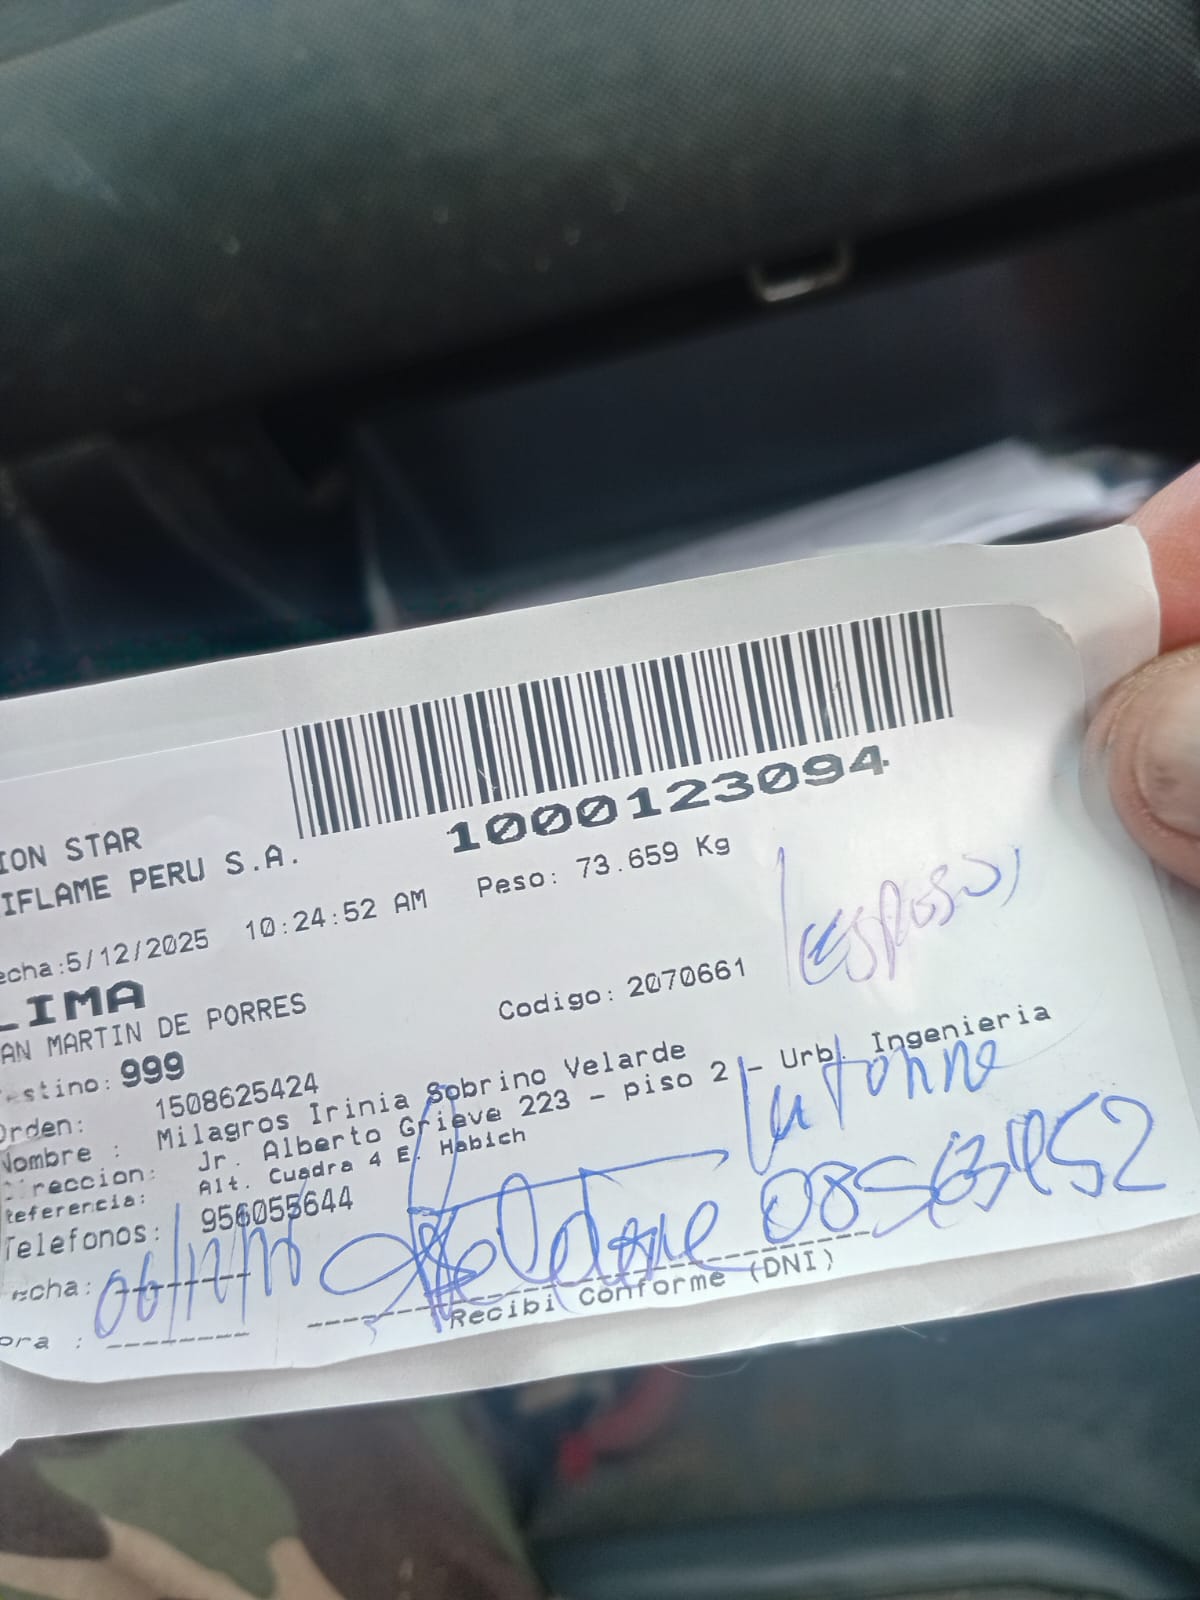 1000123094
ION STAR
IFLAME PERU S.A.
echa:5/12/2025 10:24:52 AM Peso: 73.659 Kg
LIMA
(esposo)
AN MARTIN DE PORRES Codigo: 2070661
estino: 999
Orden: 1508625424
Nombre : Milagros Irinia Sobrino Velarde
ireccion: Jr. Alberto Grieve 223 - piso 2 - Urb. Ingenieria
eferencia: Alt. Cuadra 4 E. Habich
Telefonos: 956055644
echa: 06/12/
ora :
Recibi Conforme (DNI)